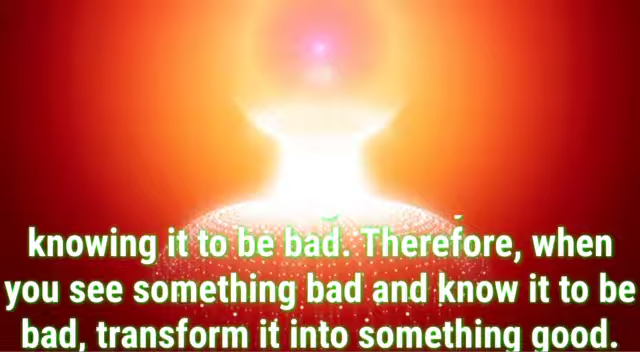 knowing it to be bad. Therefore, when
you see something bad and know it to be
bad, transform it into something good.